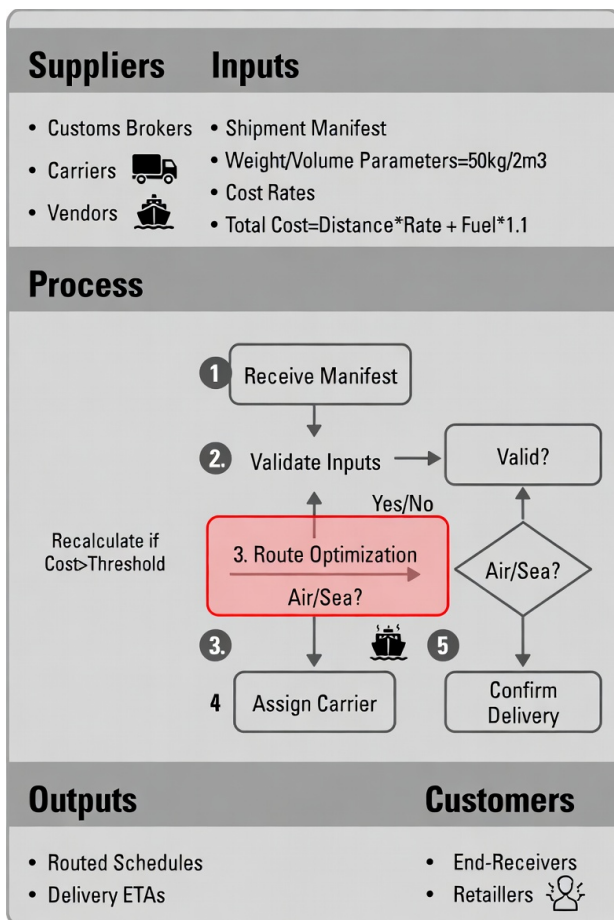 Suppliers
Inputs
• Customs Brokers
• Carriers
• Vendors
• Shipment Manifest
• Weight/Volume Parameters=50kg/2m3
• Cost Rates
• Total Cost=Distance*Rate + Fuel*1.1
Process
1
Receive Manifest
2.
Validate Inputs
Valid?
Yes/No
Recalculate if
Cost>Threshold
3. Route Optimization
Air/Sea?
Air/Sea?
3.
5
4
Assign Carrier
Confirm
Delivery
Outputs
• Routed Schedules
• Delivery ETAs
Customers
• End-Receivers
• Retaillers